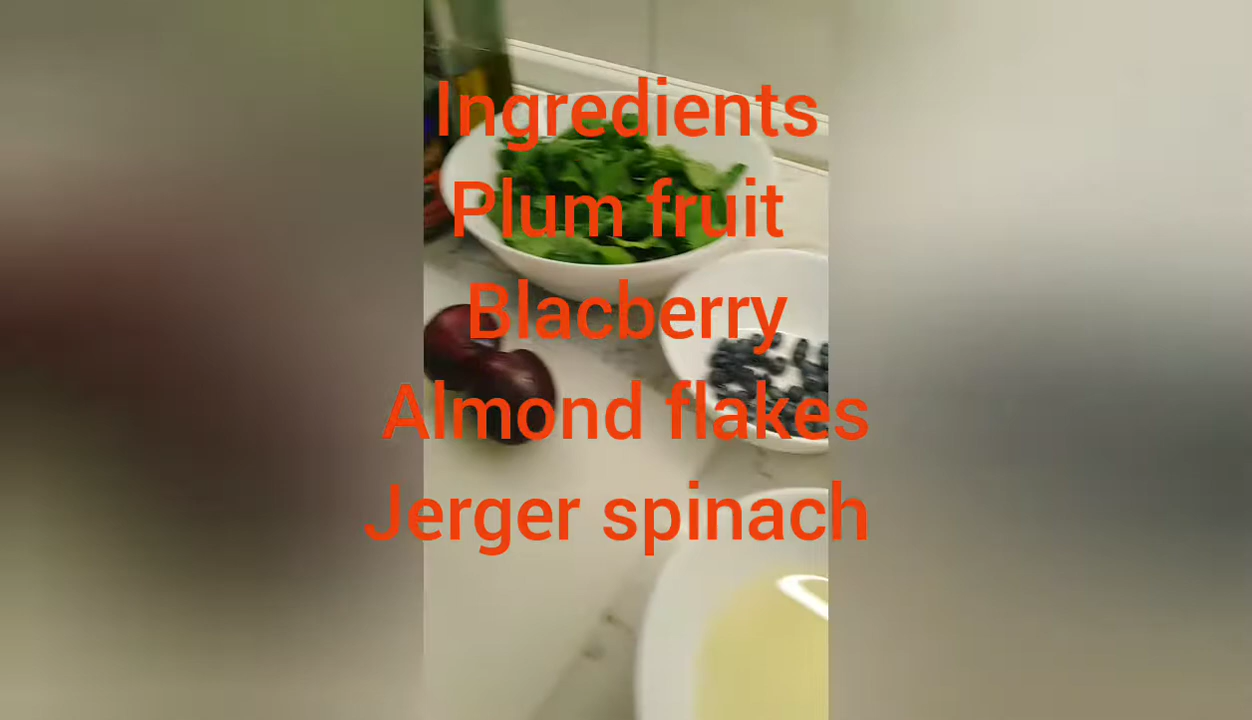 Ingredients
Plum fruit
Blacberry
Almond flakes
Jerger spinach